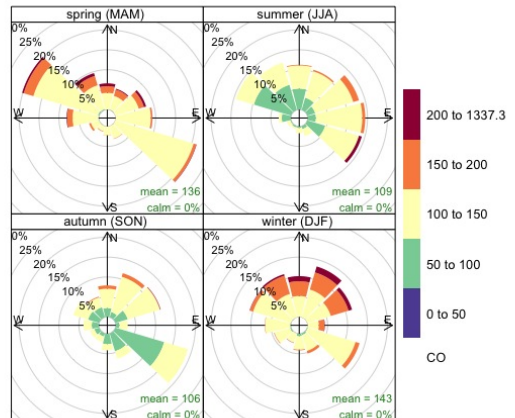 spring (MAM)
0%
25%
20%
15%
10%
5%
N
W
E
S
mean = 136
calm = 0%
summer (JJA)
0%
25%
20%
15%
10%
5%
N
W
E
S
mean = 109
calm = 0%
autumn (SON)
0%
25%
20%
15%
10%
5%
N
W
E
S
mean = 106
calm = 0%
winter (DJF)
0%
25%
20%
15%
10%
5%
N
W
E
S
mean = 143
calm = 0%
200 to 1337.3
150 to 200
100 to 150
50 to 100
0 to 50
CO